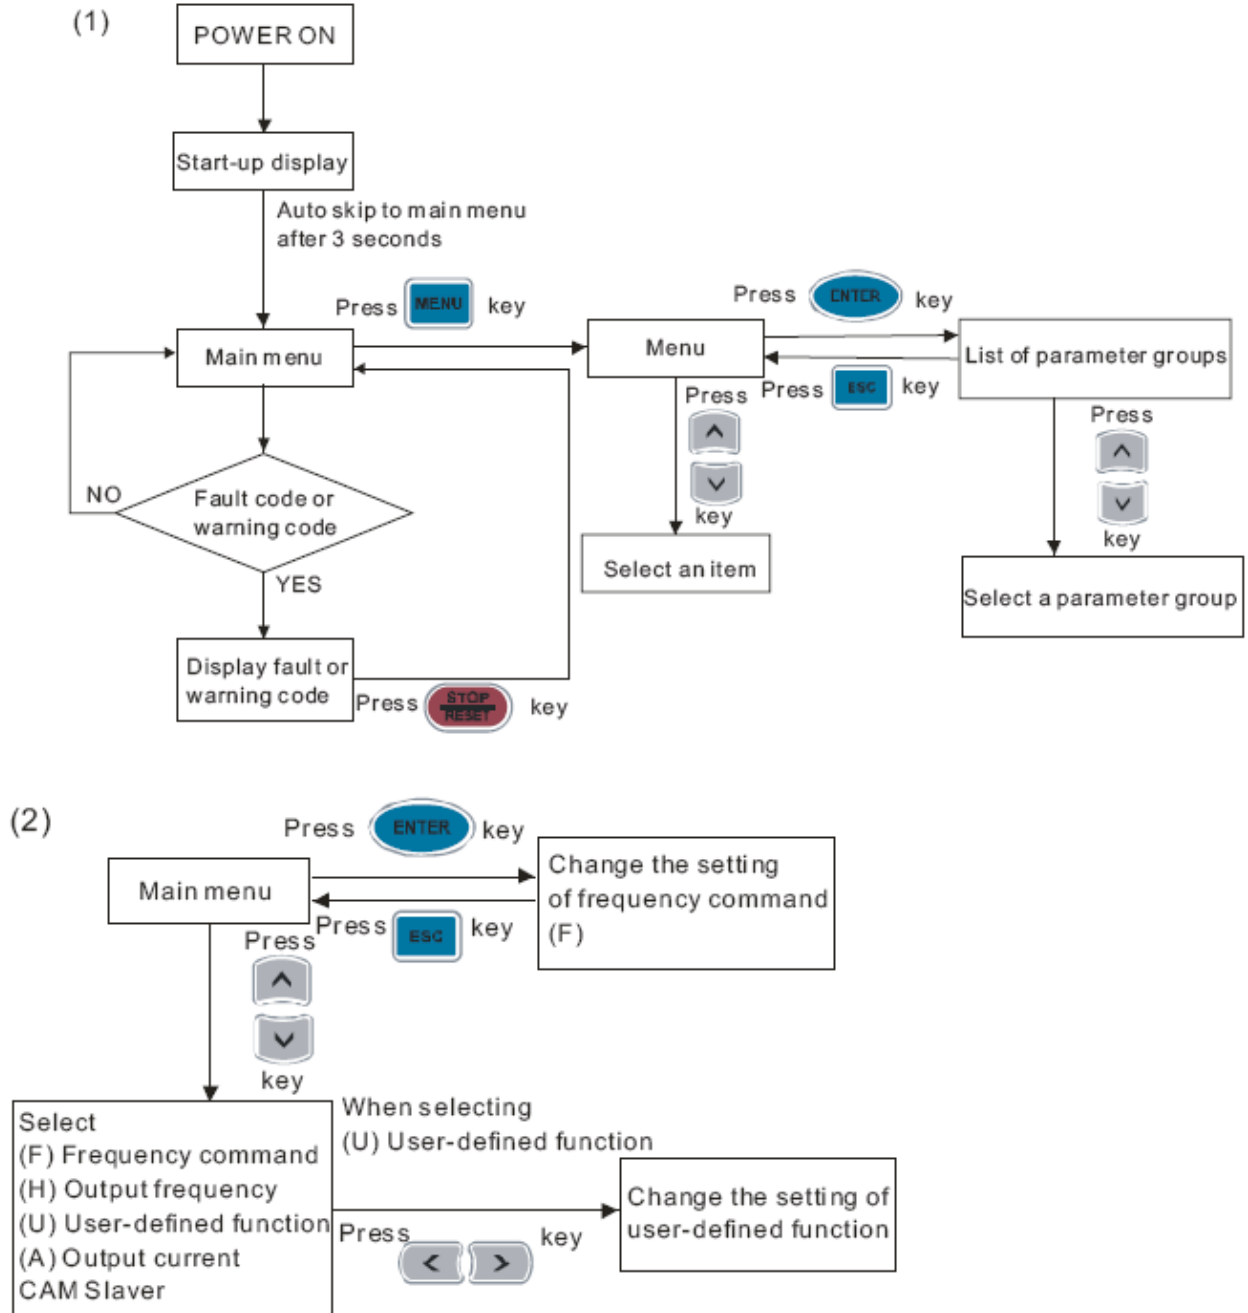 (1)
POWER ON
Start-up display
Auto skip to main menu
after 3 seconds
Press MENU key
Main menu
Menu
Press ENTER key
List of parameter groups
Press ESC key
Press
key
Select an item
Press
key
Select a parameter group
NO
Fault code or
warning code
YES
Display fault or
warning code
Press STOP
RESET key
(2)
Press ENTER key
Main menu
Change the setting
of frequency command
(F)
Press ESC key
Press
key
Select
(F) Frequency command
(H) Output frequency
(U) User-defined function
(A) Output current
CAM Slaver
When selecting
(U) User-defined function
Press key
Change the setting of
user-defined function